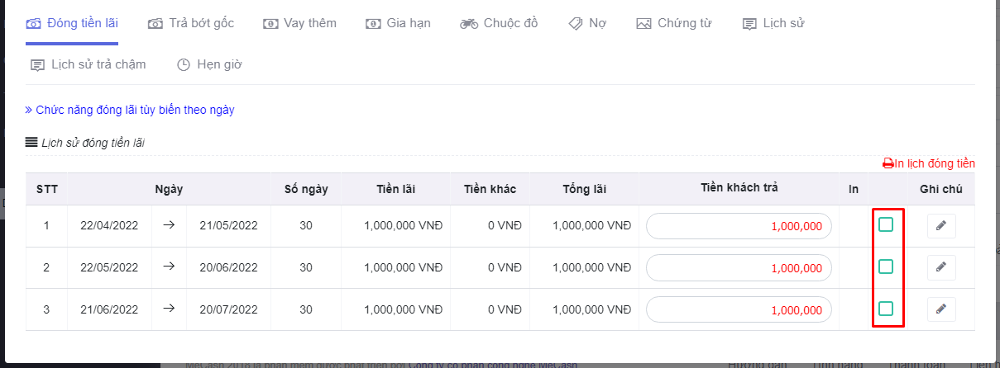 Đóng tiền lãi Trả bớt gốc Vay thêm Gia hạn Chuộc đồ Nợ Chứng từ Lịch sử
Lịch sử trả chậm Hẹn giờ
» Chức năng đóng lãi tùy biến theo ngày
Lịch sử đóng tiền lãi
In lịch đóng tiền
STT Ngày Số ngày Tiền lãi Tiền khác Tổng lãi Tiền khách trả In Ghi chú
1 22/04/2022 → 21/05/2022 30 1,000,000 VNĐ 0 VNĐ 1,000,000 VNĐ 1,000,000
2 22/05/2022 → 20/06/2022 30 1,000,000 VNĐ 0 VNĐ 1,000,000 VNĐ 1,000,000
3 21/06/2022 → 20/07/2022 30 1,000,000 VNĐ 0 VNĐ 1,000,000 VNĐ 1,000,000
MeCash 2018 là phần mềm được phát triển bởi Công ty cổ phần công nghệ MeCash Hướng dẫn Tính năng Thanh toán